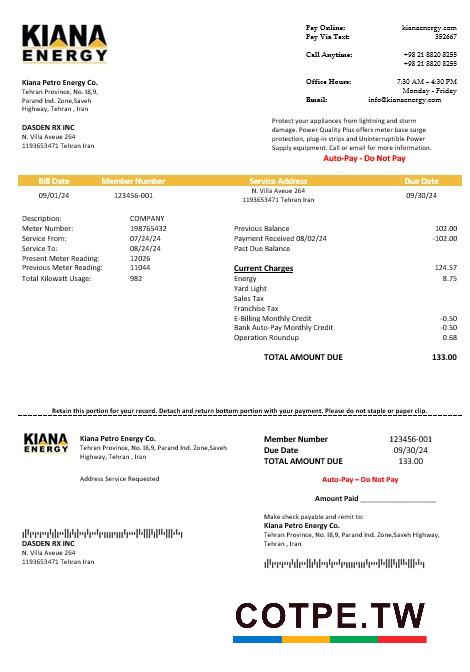 KIANA
ENERGY
Pay Online: kianaenergy.com
Pay Via Text: 352667
Call Anytime: +98 21 8820 8255
+98 21 8820 8255
Office Hours: 7:30 AM – 4:30 PM
Monday - Friday
Email: info@kianaenergy.com
Kiana Petro Energy Co.
Tehran Province, No. I8,9,
Parand Ind. Zone,Saveh
Highway, Tehran , Iran
DASDEN RX INC
N. Villa Aveue 264
1193653471 Tehran Iran
Protect your appliances from lightning and storm
damage. Power Quality Plus offers meter base surge
protection, plug-in strips and Uninterruptible Power
Supply equipment. Call or email for more information.
Auto-Pay - Do Not Pay
Bill Date Member Number Service Address Due Date
09/01/24 123456-001 N. Villa Aveue 264 09/30/24
1193653471 Tehran Iran
Description: COMPANY
Meter Number: 198765432
Service From: 07/24/24
Service To: 08/24/24
Present Meter Reading: 12026
Previous Meter Reading: 11044
Total Kilowatt Usage: 982
Previous Balance 102.00
Payment Received 08/02/24 -102.00
Past Due Balance
Current Charges 124.57
Energy 8.75
Yard Light
Sales Tax
Franchise Tax
E-Billing Monthly Credit -0.50
Bank Auto-Pay Monthly Credit -0.50
Operation Roundup 0.68
TOTAL AMOUNT DUE 133.00
Retain this portion for your record. Detach and return bottom portion with your payment. Please do not staple or paper clip.
KIANA
ENERGY
Kiana Petro Energy Co.
Tehran Province, No. I8,9, Parand Ind. Zone,Saveh
Highway, Tehran , Iran
Address Service Requested
Member Number 123456-001
Due Date 09/30/24
TOTAL AMOUNT DUE 133.00
Auto-Pay – Do Not Pay
Amount Paid ____________________
Make check payable and remit to:
Kiana Petro Energy Co.
Tehran Province, No. I8,9, Parand Ind. Zone,Saveh Highway,
Tehran , Iran
DASDEN RX INC
N. Villa Aveue 264
1193653471 Tehran Iran
COTPE.TW